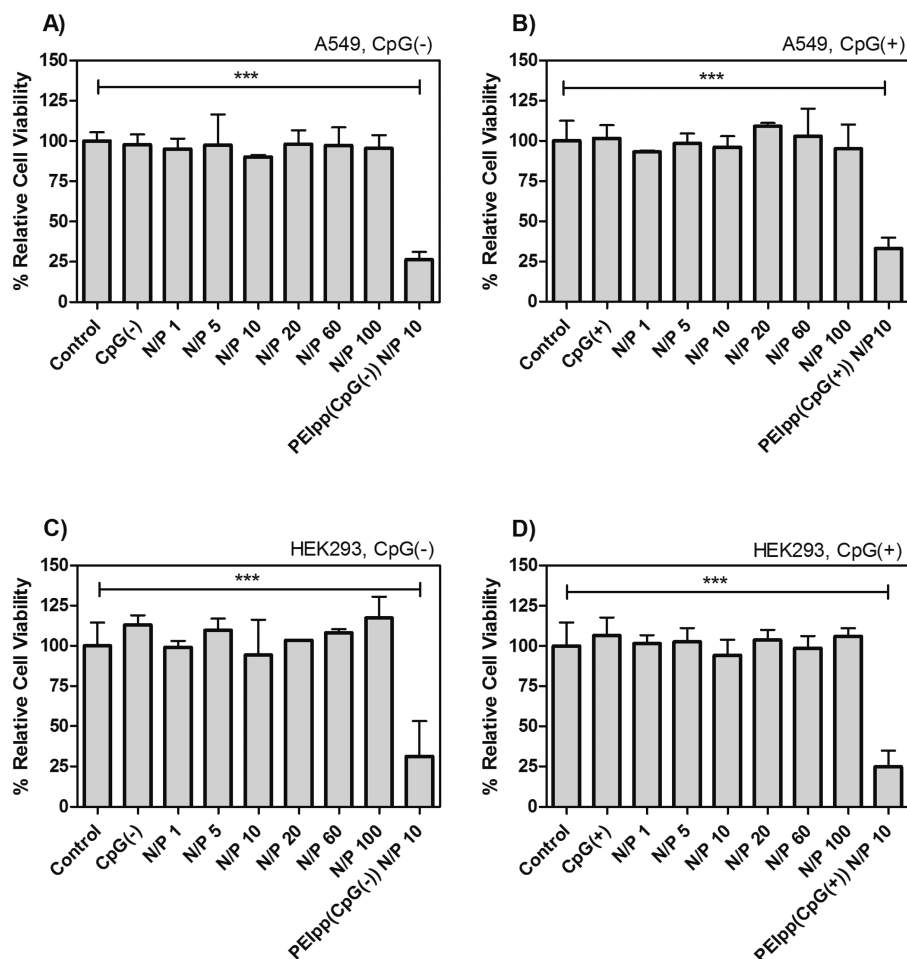 A)
A549, CpG(-)
% Relative Cell Viability
150
125
100
75
50
25
0
***
Control
CpG(-)
N/P 1
N/P 5
N/P 10
N/P 20
N/P 60
N/P 100
PEIpp(CpG(-)) N/P 10
B)
A549, CpG(+)
% Relative Cell Viability
150
125
100
75
50
25
0
***
Control
CpG(+)
N/P 1
N/P 5
N/P 10
N/P 20
N/P 60
N/P 100
PEIpp(CpG(+)) N/P10
C)
HEK293, CpG(-)
% Relative Cell Viability
150
125
100
75
50
25
0
***
Control
CpG(-)
N/P 1
N/P 5
N/P 10
N/P 20
N/P 60
N/P 100
PEIpp(CpG(-)) N/P 10
D)
HEK293, CpG(+)
% Relative Cell Viability
150
125
100
75
50
25
0
***
Control
CpG(+)
N/P 1
N/P 5
N/P 10
N/P 20
N/P 60
N/P 100
PEIpp(CpG(+)) N/P 10